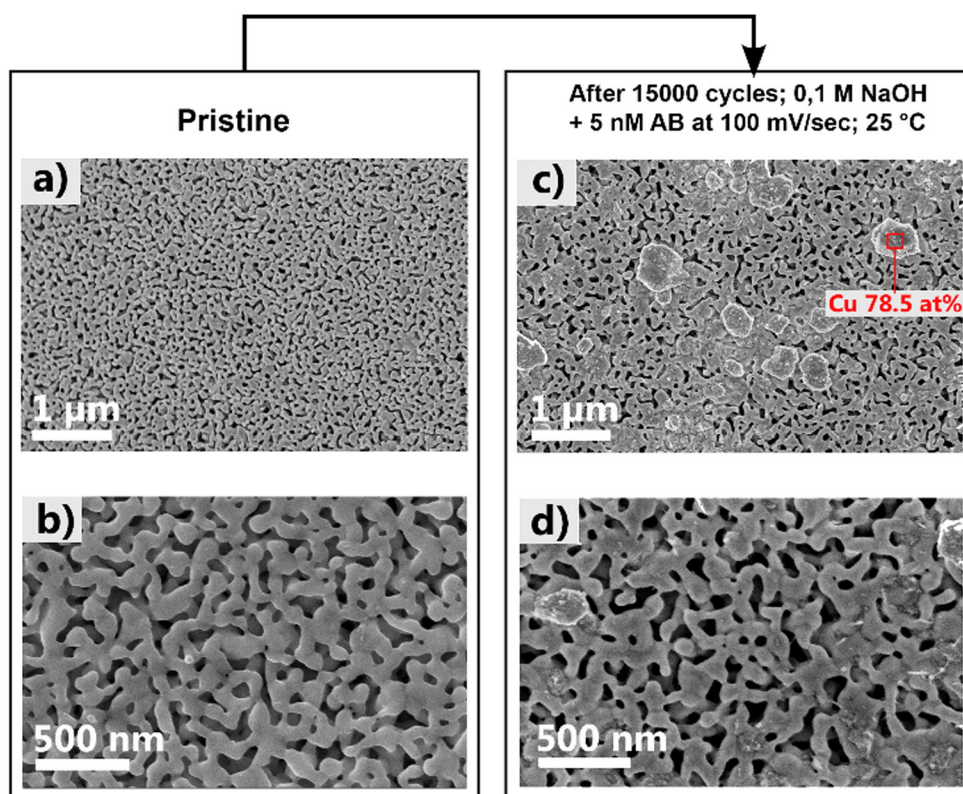 Pristine
After 15000 cycles; 0,1 M NaOH
+ 5 nM AB at 100 mV/sec; 25 °C
a)
1 µm
b)
500 nm
c)
Cu 78.5 at%
1 µm
d)
500 nm